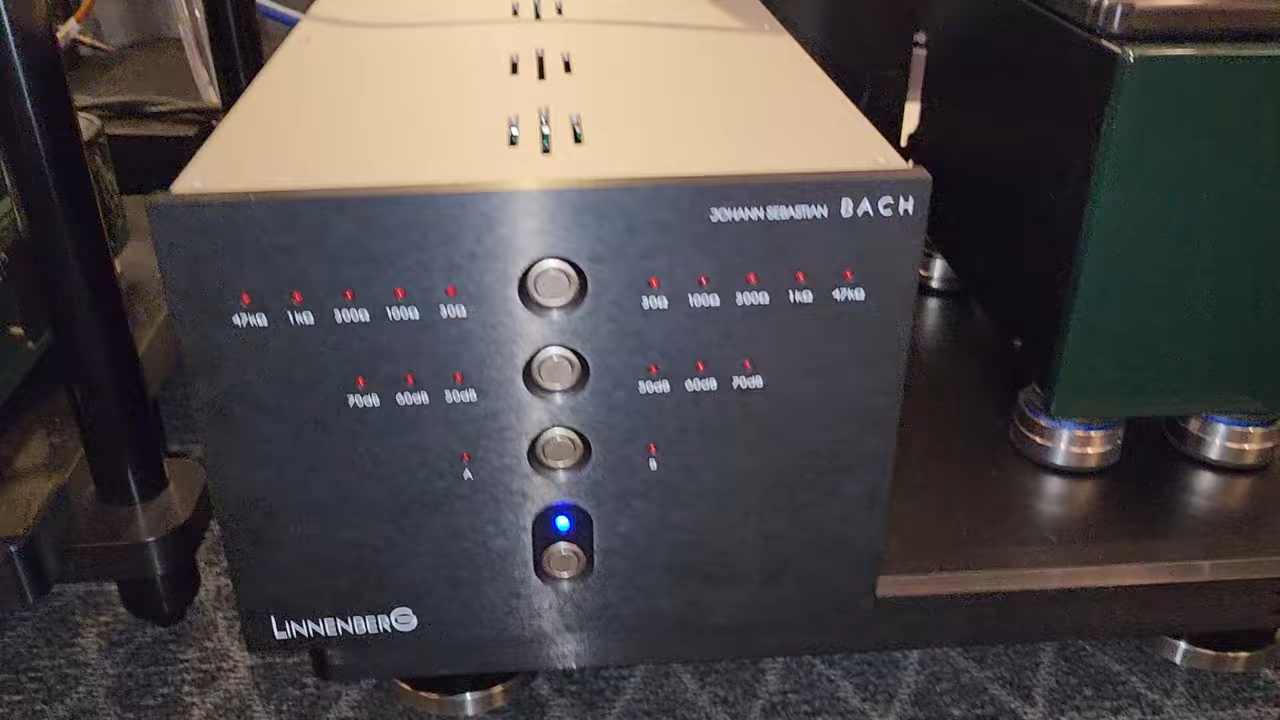 JOHANN SEBASTIAN BACH
47kΩ 1kΩ 300Ω 100Ω 30Ω 30Ω 100Ω 300Ω 1kΩ 47kΩ
70dB 60dB 50dB 50dB 60dB 70dB
A B
LINNENBERG